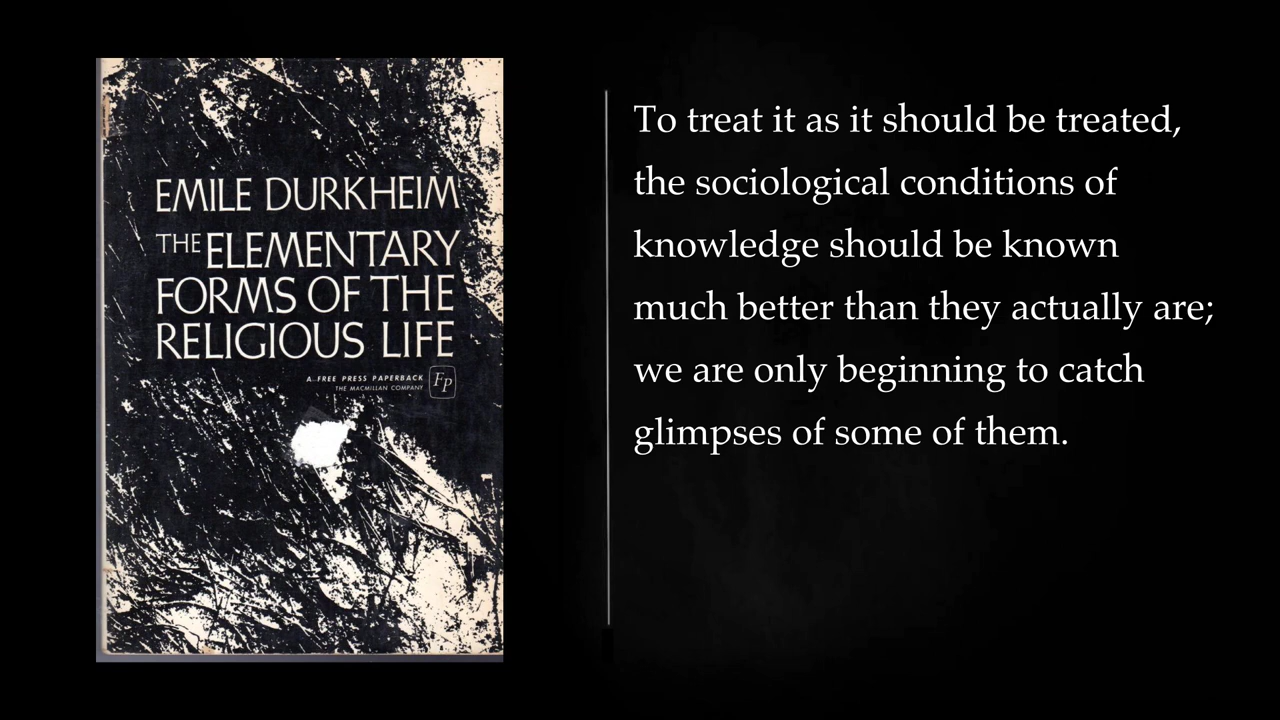 EMILE DURKHEIM
THE ELEMENTARY
FORMS OF THE
RELIGIOUS LIFE
A FREE PRESS PAPERBACK
THE MACMILLAN COMPANY
Fp
To treat it as it should be treated,
the sociological conditions of
knowledge should be known
much better than they actually are;
we are only beginning to catch
glimpses of some of them.